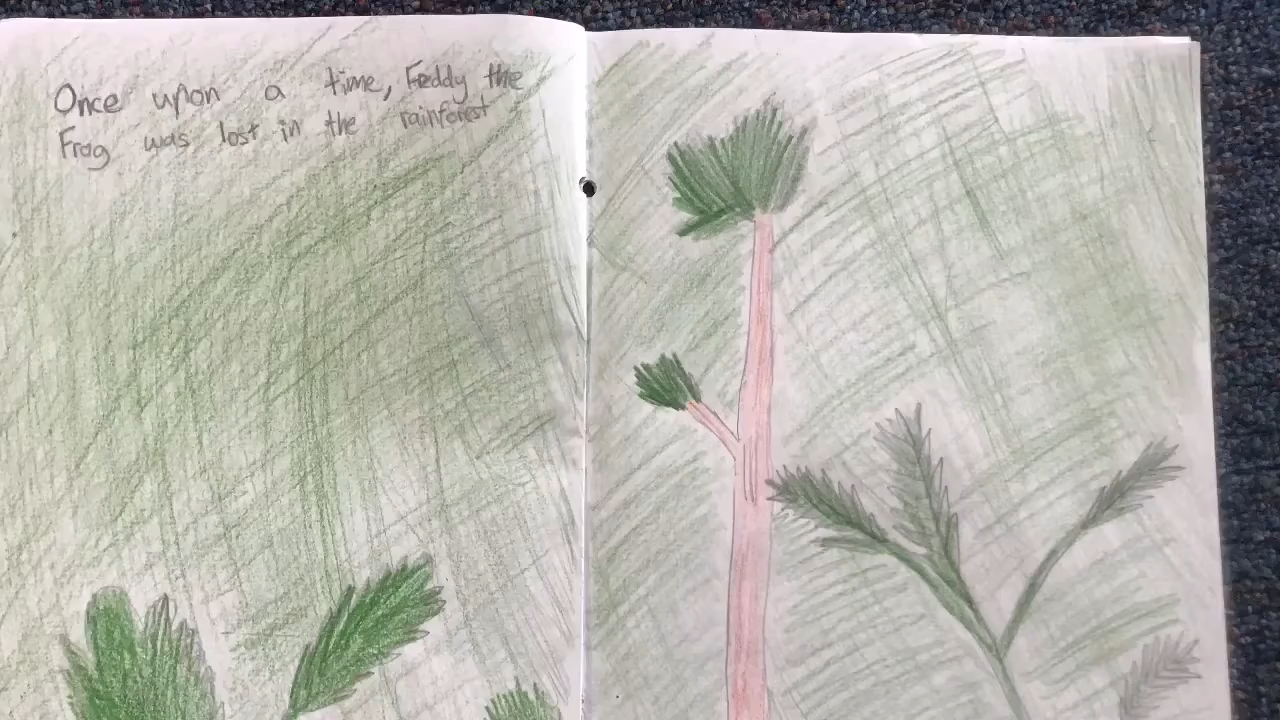 Once upon a time, Feddy the
Frog was lost in the rainforest